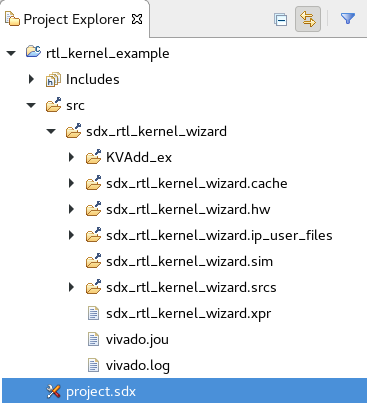 Project Explorer
rtl_kernel_example
Includes
src
sdx_rtl_kernel_wizard
KVAdd_ex
sdx_rtl_kernel_wizard.cache
sdx_rtl_kernel_wizard.hw
sdx_rtl_kernel_wizard.ip_user_files
sdx_rtl_kernel_wizard.sim
sdx_rtl_kernel_wizard.srcs
sdx_rtl_kernel_wizard.xpr
vivado.jou
vivado.log
project.sdx